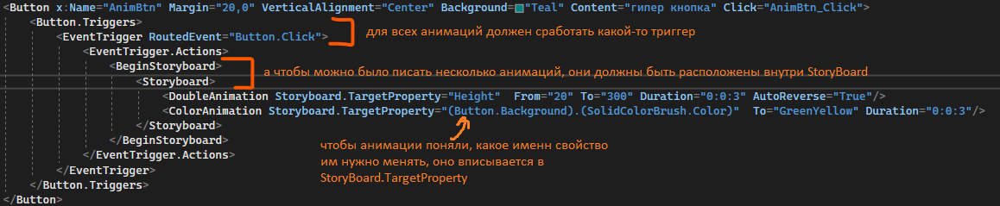 <Button x:Name="AnimBtn" Margin="20,0" VerticalAlignment="Center" Background="Teal" Content="гипер кнопка" Click="AnimBtn_Click">
<Button.Triggers>
для всех анимаций должен сработать какой-то триггер
<EventTrigger RoutedEvent="Button.Click">
<EventTrigger.Actions>
<BeginStoryboard>
а чтобы можно было писать несколько анимаций, они должны быть расположены внутри StoryBoard
<Storyboard>
<DoubleAnimation Storyboard.TargetProperty="Height" From="20" To="300" Duration="0:0:3" AutoReverse="True"/>
<ColorAnimation Storyboard.TargetProperty="(Button.Background).(SolidColorBrush.Color)" To="GreenYellow" Duration="0:0:3"/>
</Storyboard>
</BeginStoryboard>
</EventTrigger.Actions>
</EventTrigger>
</Button.Triggers>
</Button>
чтобы анимации поняли, какое именн свойство
им нужно менять, оно вписывается в
StoryBoard.TargetProperty